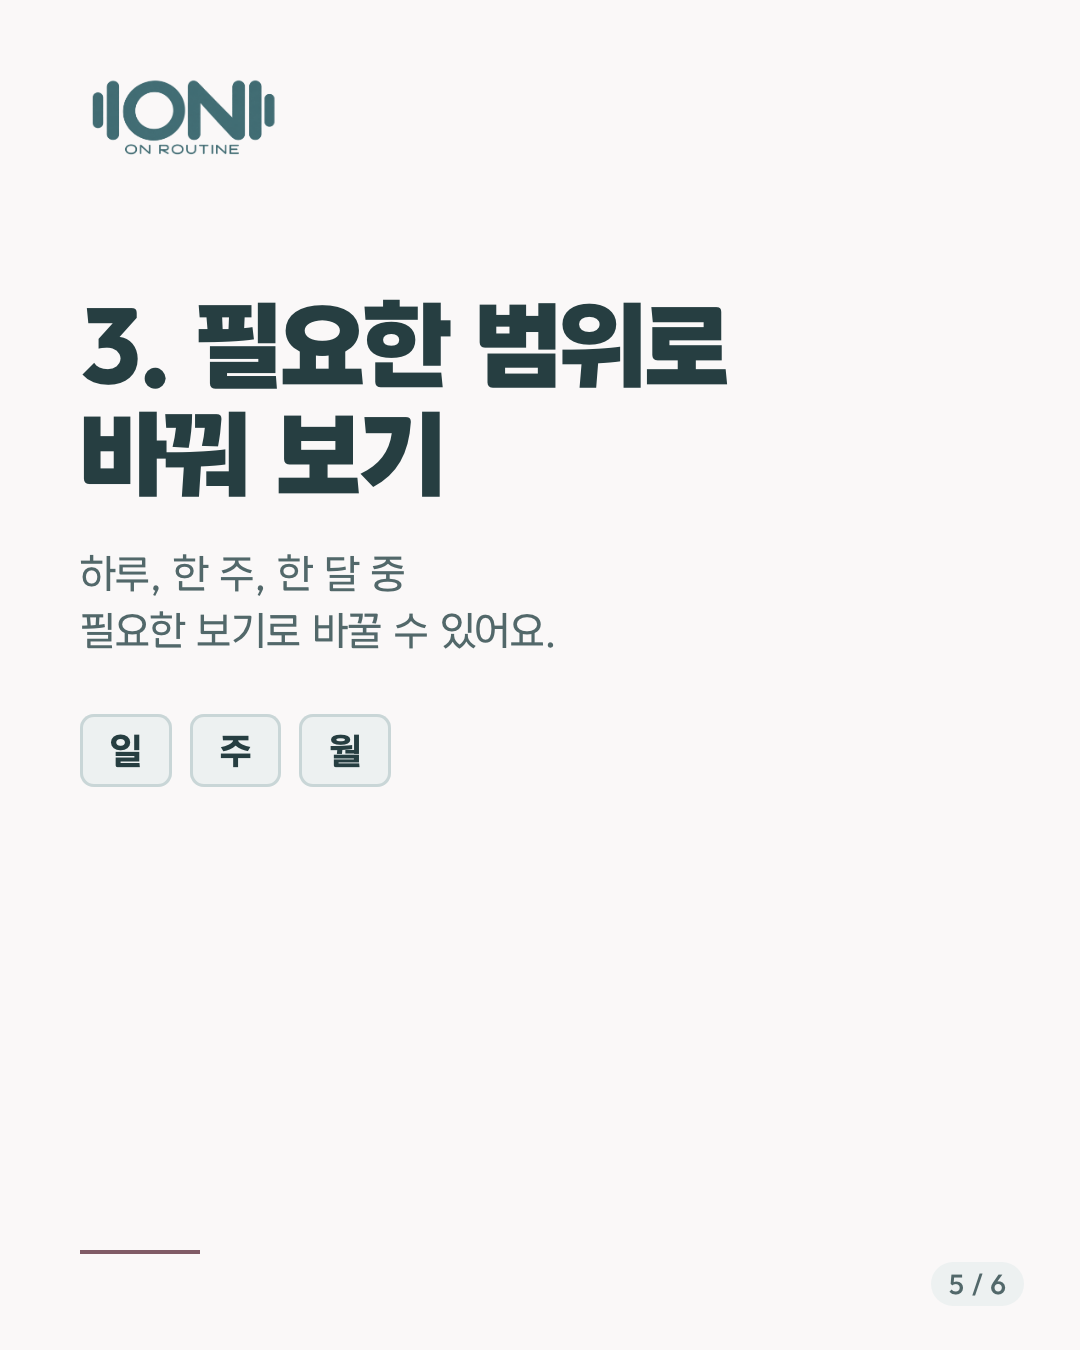 ION
ON ROUTINE
3. 필요한 범위로
바꿔 보기
하루, 한 주, 한 달 중
필요한 보기로 바꿀 수 있어요.
일 주 월
5 / 6